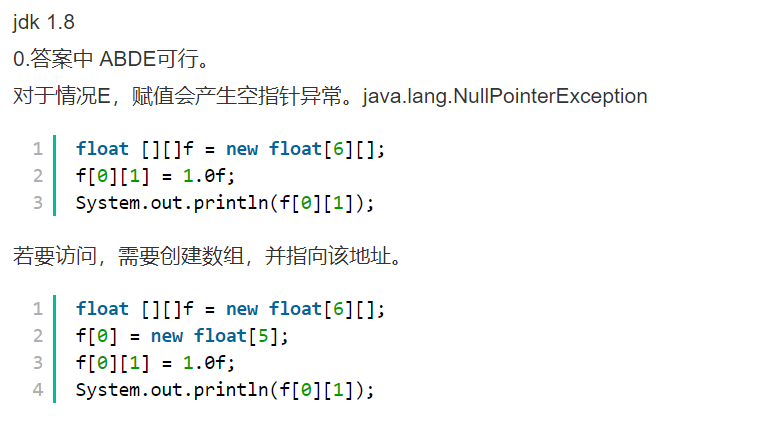 jdk 1.8
0.答案中 ABDE可行。
对于情况E，赋值会产生空指针异常。java.lang.NullPointerException
1 float [][]f = new float[6][];
2 f[0][1] = 1.0f;
3 System.out.println(f[0][1]);
若要访问，需要创建数组，并指向该地址。
1 float [][]f = new float[6][];
2 f[0] = new float[5];
3 f[0][1] = 1.0f;
4 System.out.println(f[0][1]);